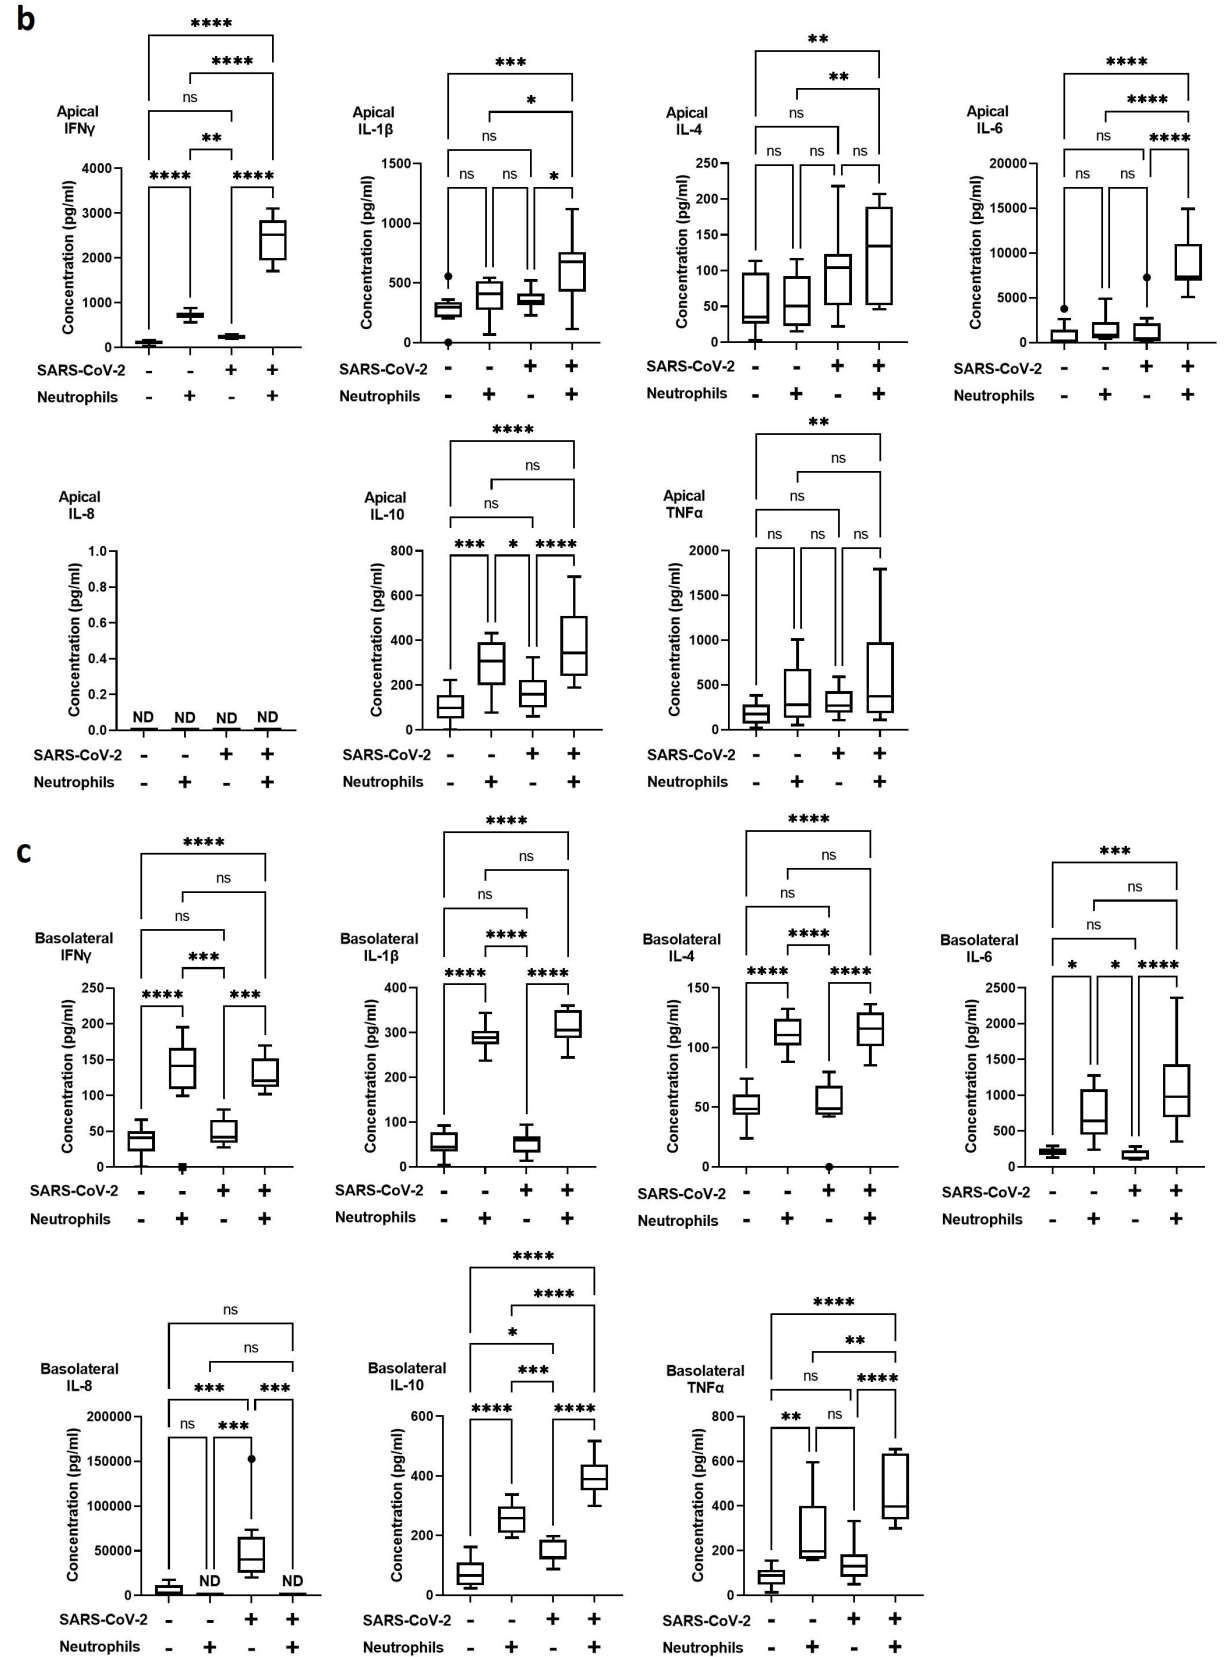 b
Apical
IFNγ
****
****
ns
**
**** ****
Concentration (pg/ml)
4000
3000
2000
1000
0
SARS-CoV-2 - - + +
Neutrophils - + - +
Apical
IL-1β
***
*
ns
ns ns *
Concentration (pg/ml)
1500
1000
500
0
SARS-CoV-2 - - + +
Neutrophils - + - +
Apical
IL-4
**
**
ns
ns ns ns
Concentration (pg/ml)
250
200
150
100
50
0
SARS-CoV-2 - - + +
Neutrophils - + - +
Apical
IL-6
****
****
ns ****
ns ns
Concentration (pg/ml)
20000
15000
10000
5000
0
SARS-CoV-2 - - + +
Neutrophils - + - +
Apical
IL-8
Concentration (pg/ml)
1.0
0.8
0.6
0.4
0.2
0.0
ND ND ND ND
SARS-CoV-2 - - + +
Neutrophils - + - +
Apical
IL-10
****
ns
ns
*** * ****
Concentration (pg/ml)
800
600
400
200
0
SARS-CoV-2 - - + +
Neutrophils - + - +
Apical
TNFα
**
ns
ns
ns ns ns
Concentration (pg/ml)
2000
1500
1000
500
0
SARS-CoV-2 - - + +
Neutrophils - + - +
c
Basolateral
IFNγ
****
ns
ns
***
**** ***
Concentration (pg/ml)
250
200
150
100
50
0
SARS-CoV-2 - - + +
Neutrophils - + - +
Basolateral
IL-1β
****
ns
ns
****
**** ****
Concentration (pg/ml)
400
300
200
100
0
SARS-CoV-2 - - + +
Neutrophils - + - +
Basolateral
IL-4
****
ns
ns
****
**** ****
Concentration (pg/ml)
150
100
50
0
SARS-CoV-2 - - + +
Neutrophils - + - +
Basolateral
IL-6
***
ns
ns
* * ****
Concentration (pg/ml)
2500
2000
1500
1000
500
0
SARS-CoV-2 - - + +
Neutrophils - + - +
Basolateral
IL-8
ns
ns
*** ***
ns ***
Concentration (pg/ml)
200000
150000
100000
50000
0
ND ND
SARS-CoV-2 - - + +
Neutrophils - + - +
Basolateral
IL-10
****
****
*
***
**** ****
Concentration (pg/ml)
600
400
200
0
SARS-CoV-2 - - + +
Neutrophils - + - +
Basolateral
TNFα
****
**
ns ****
** ns
Concentration (pg/ml)
800
600
400
200
0
SARS-CoV-2 - - + +
Neutrophils - + - +